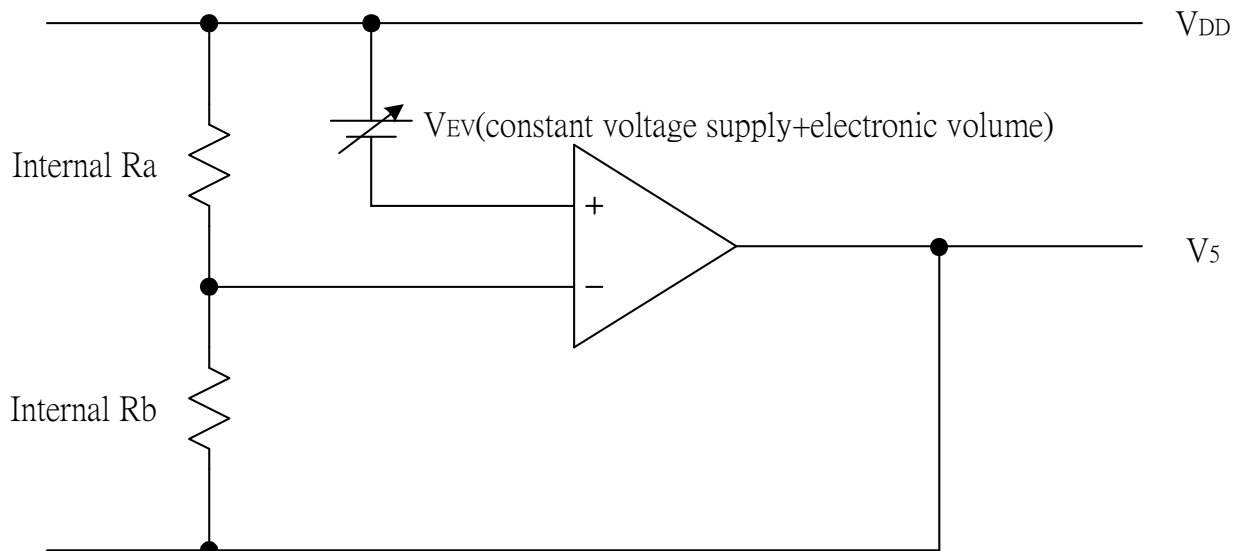 VDD
VEV(constant voltage supply+electronic volume)
Internal Ra
+
V5
−
Internal Rb